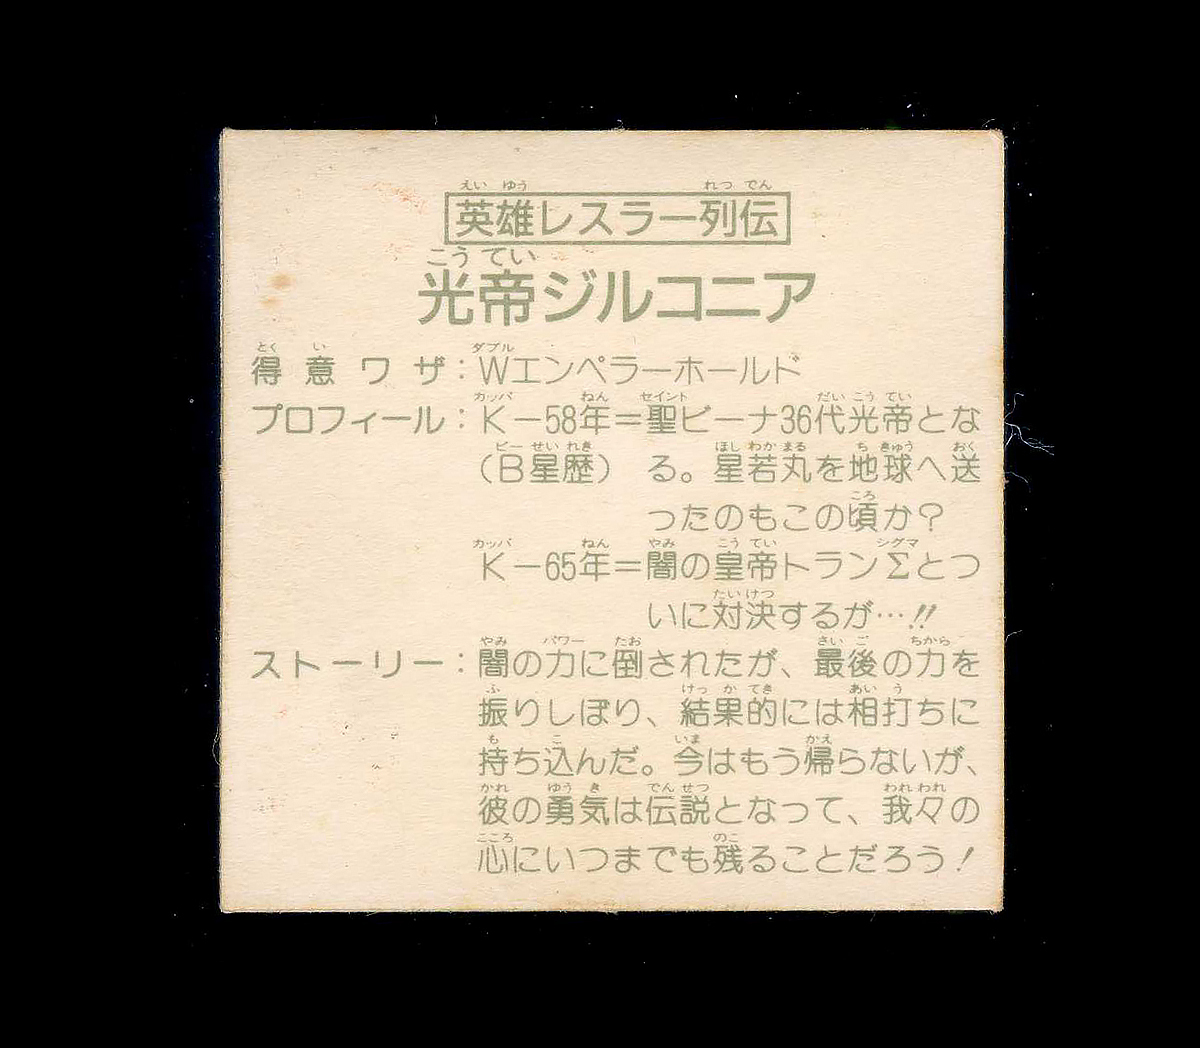 英雄レスラー列伝
光帝ジルコニア
得意ワザ：Wエンペラーホールド
プロフィール：K－58年＝聖ビーナ36代光帝とな
（B星歴） る。星若丸を地球へ送
ったのもこの頃か？
K－65年＝闇の皇帝トランΣとつ
いに対決するが…!!
ストーリー：闇の力に倒されたが、最後の力を
振りしぼり、結果的には相打ちに
持ち込んだ。今はもう帰らないが、
彼の勇気は伝説となって、我々の
心にいつまでも残ることだろう！